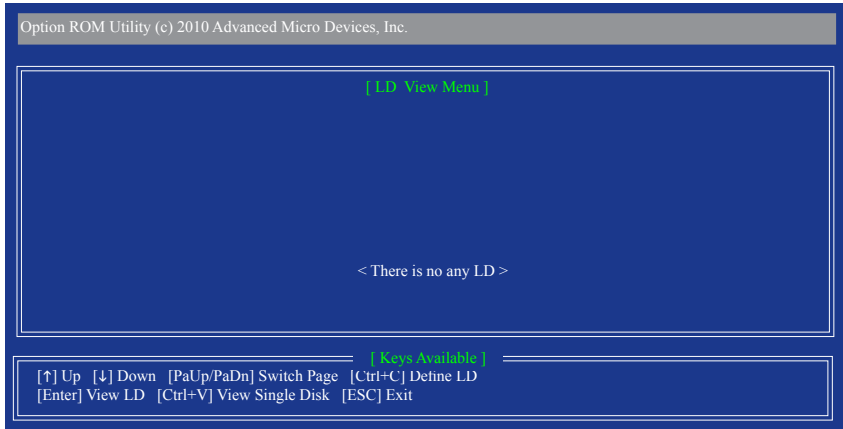 Option ROM Utility (c) 2010 Advanced Micro Devices, Inc.
[ LD View Menu ]
< There is no any LD >
[ Keys Available ]
[↑] Up [↓] Down [PaUp/PaDn] Switch Page [Ctrl+C] Define LD
[Enter] View LD [Ctrl+V] View Single Disk [ESC] Exit